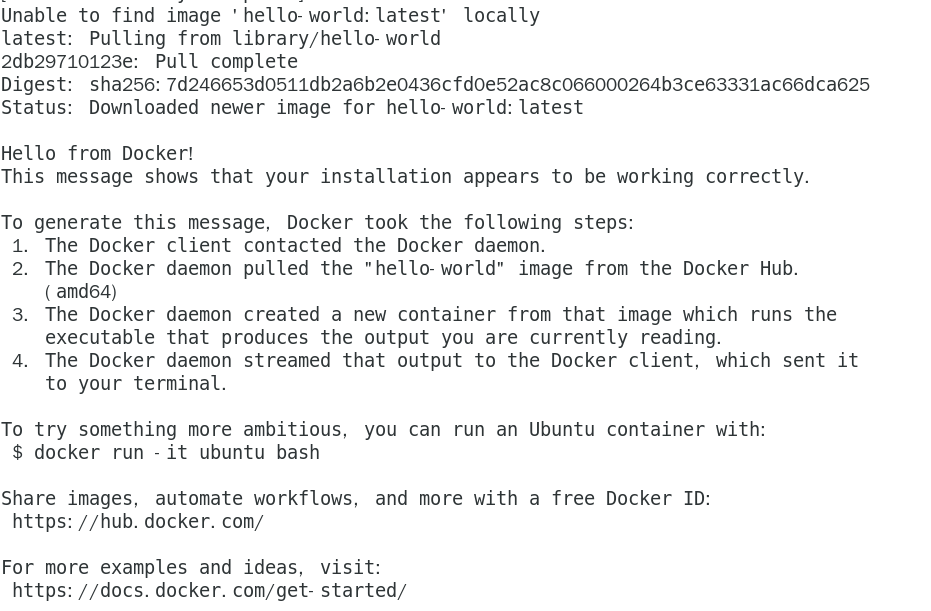 Unable to find image 'hello-world:latest' locally
latest: Pulling from library/hello-world
2db29710123e: Pull complete
Digest: sha256:7d246653d0511db2a6b2e0436cfd0e52ac8c066000264b3ce63331ac66dca625
Status: Downloaded newer image for hello-world:latest

Hello from Docker!
This message shows that your installation appears to be working correctly.

To generate this message, Docker took the following steps:
 1. The Docker client contacted the Docker daemon.
 2. The Docker daemon pulled the "hello-world" image from the Docker Hub.
    (amd64)
 3. The Docker daemon created a new container from that image which runs the
    executable that produces the output you are currently reading.
 4. The Docker daemon streamed that output to the Docker client, which sent it
    to your terminal.

To try something more ambitious, you can run an Ubuntu container with:
 $ docker run -it ubuntu bash

Share images, automate workflows, and more with a free Docker ID:
 https://hub.docker.com/

For more examples and ideas, visit:
 https://docs.docker.com/get-started/